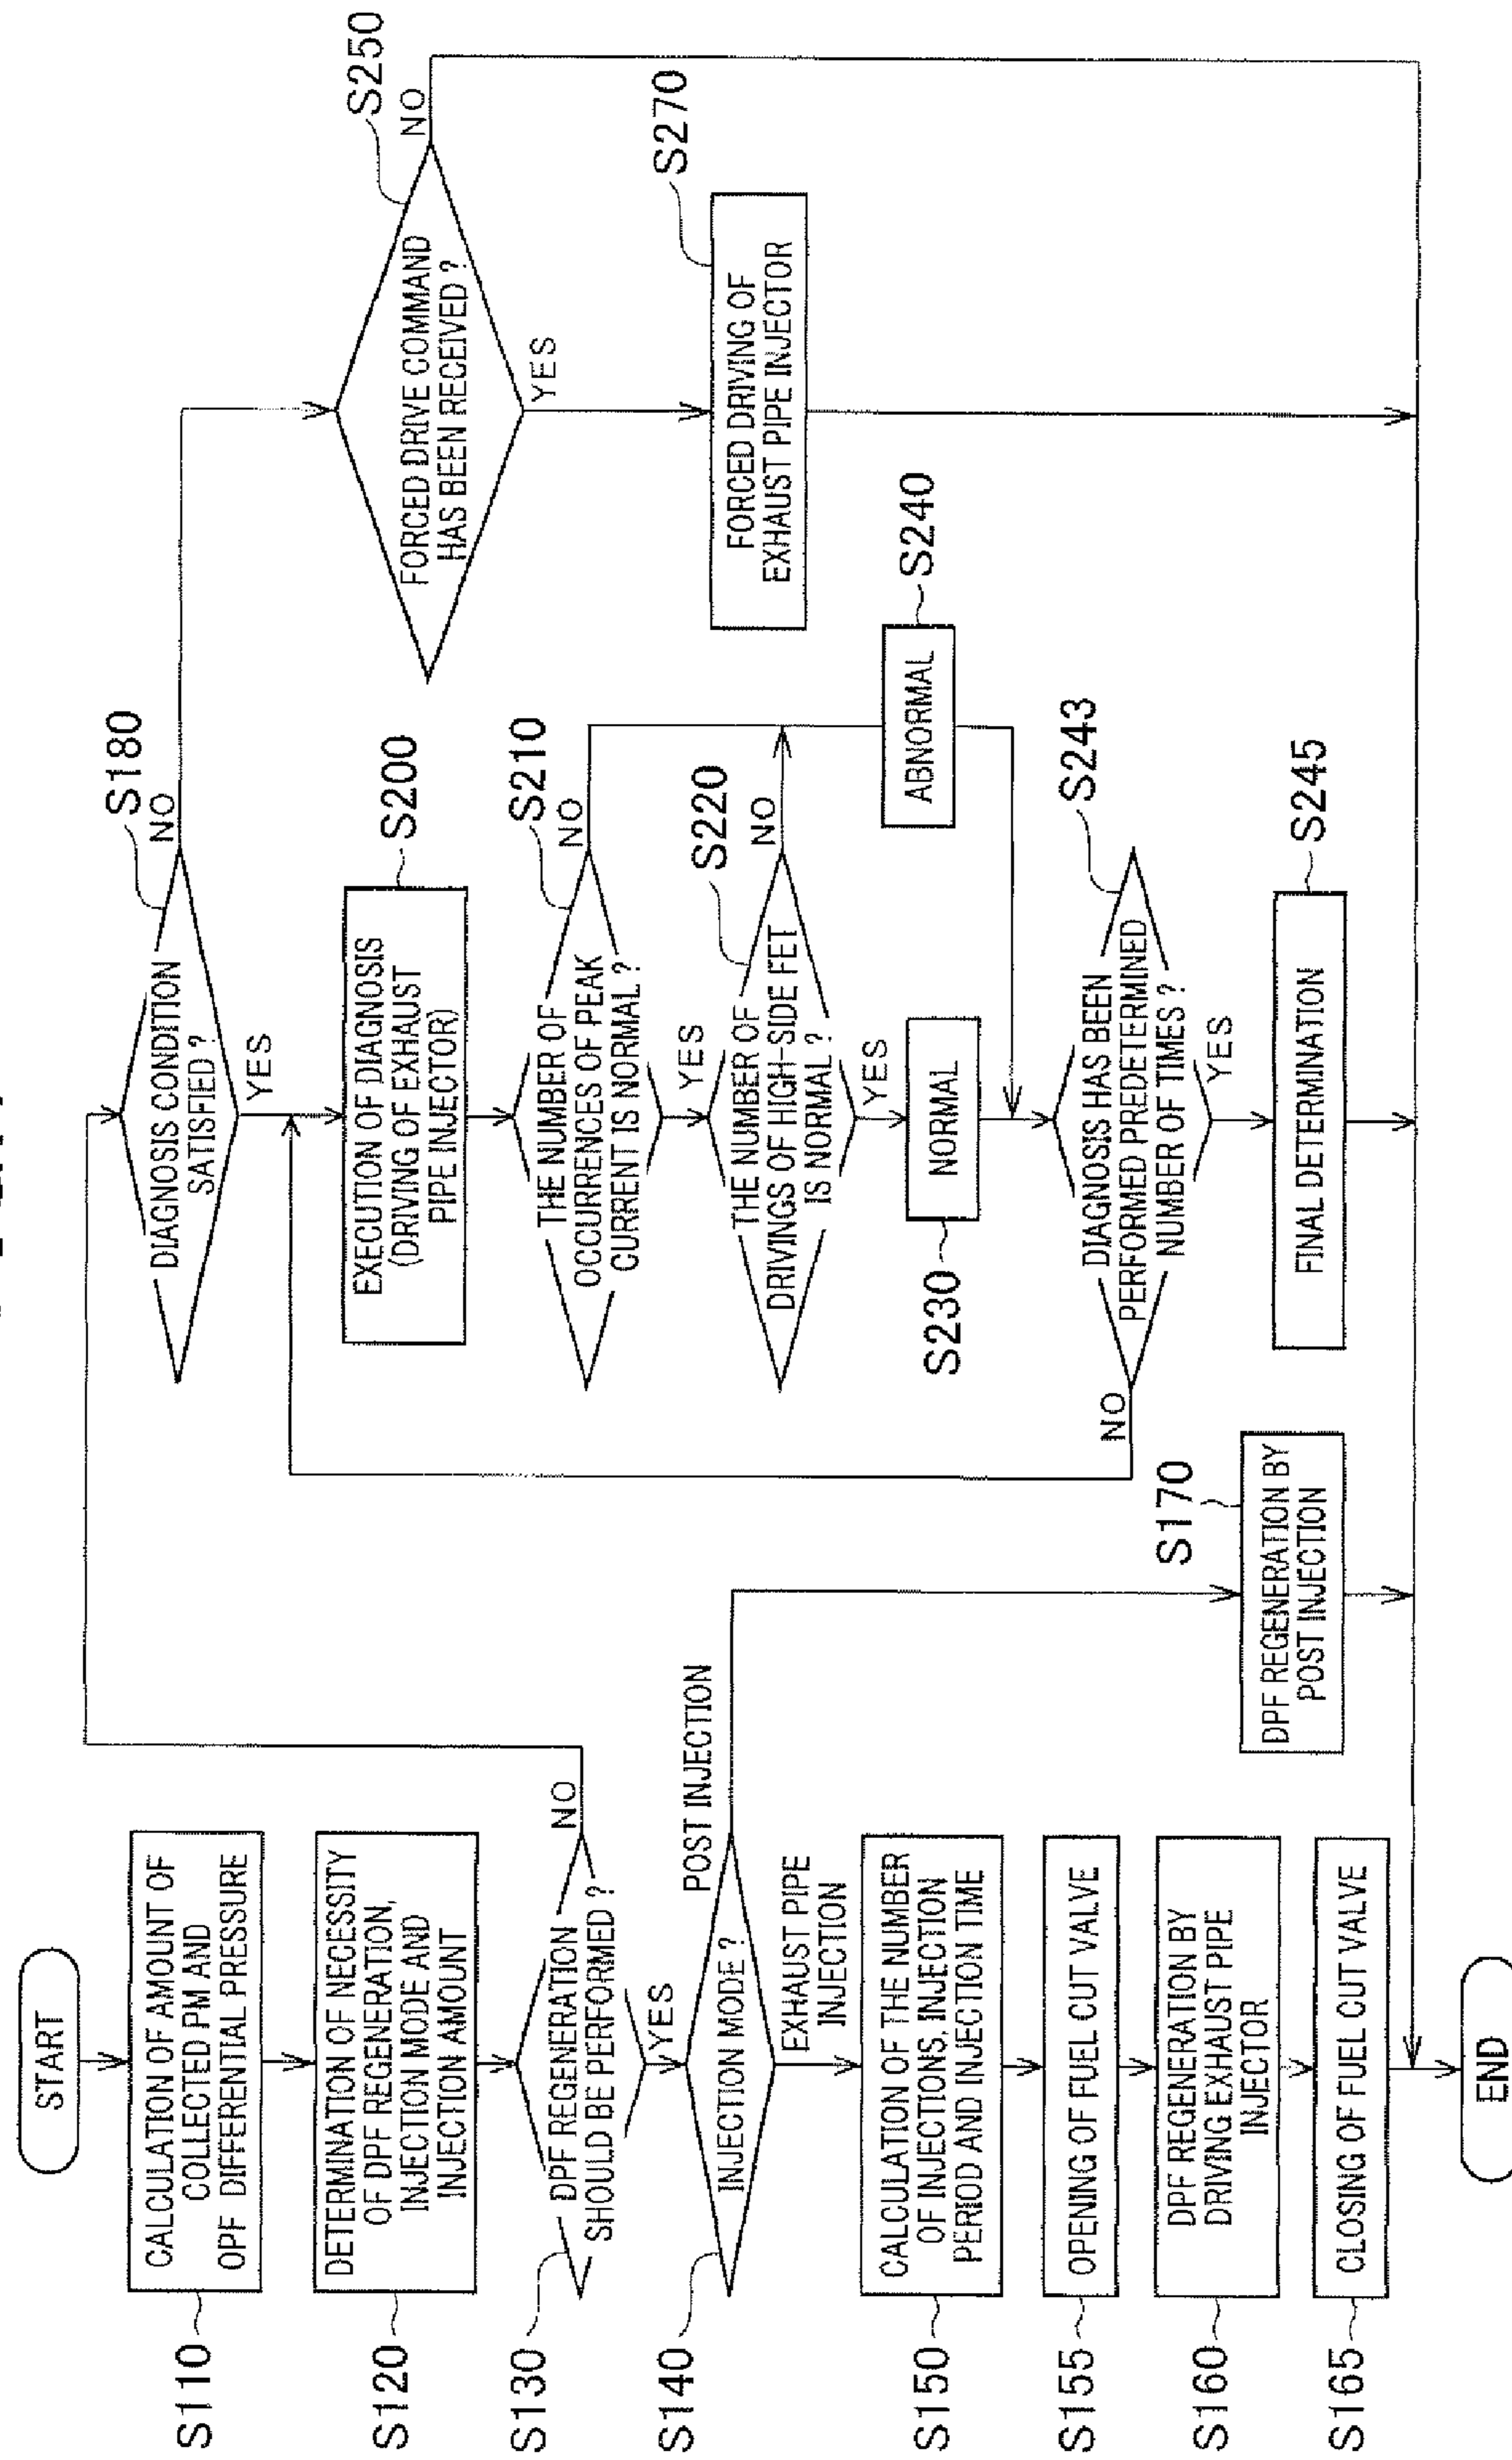 START
CALCULATION OF AMOUNT OF
COLLECTED PM AND
OPF DIFFERENTIAL PRESSURE
S110
DETERMINATION OF NECESSITY
OF DPF REGENERATION,
INJECTION MODE AND
INJECTION AMOUNT
S120
DPF REGENERATION
SHOULD BE PERFORMED ?
S130
NO
YES
INJECTION MODE ?
S140
POST INJECTION
EXHAUST PIPE
INJECTION
CALCULATION OF THE NUMBER
OF INJECTIONS, INJECTION
PERIOD AND INJECTION TIME
S150
OPENING OF FUEL CUT VALVE
S155
DPF REGENERATION BY
DRIVING EXHAUST PIPE
INJECTOR
S160
CLOSING OF FUEL CUT VALVE
S165
END
S170
DPF REGENERATION BY
POST INJECTION
S180
DIAGNOSIS CONDITION
SATISFIED ?
NO
YES
S200
EXECUTION OF DIAGNOSIS
(DRIVING OF EXHAUST
PIPE INJECTOR)
S210
THE NUMBER OF
OCCURRENCES OF PEAK
CURRENT IS NORMAL ?
NO
YES
S220
THE NUMBER OF
DRIVINGS OF HIGH-SIDE FET
IS NORMAL ?
NO
YES
NORMAL
S230
ABNORMAL
S240
S243
DIAGNOSIS HAS BEEN
PERFORMED PREDETERMINED
NUMBER OF TIMES ?
NO
YES
S245
FINAL DETERMINATION
S250
FORCED DRIVE COMMAND
HAS BEEN RECEIVED ?
NO
YES
S270
FORCED DRIVING OF
EXHAUST PIPE INJECTOR